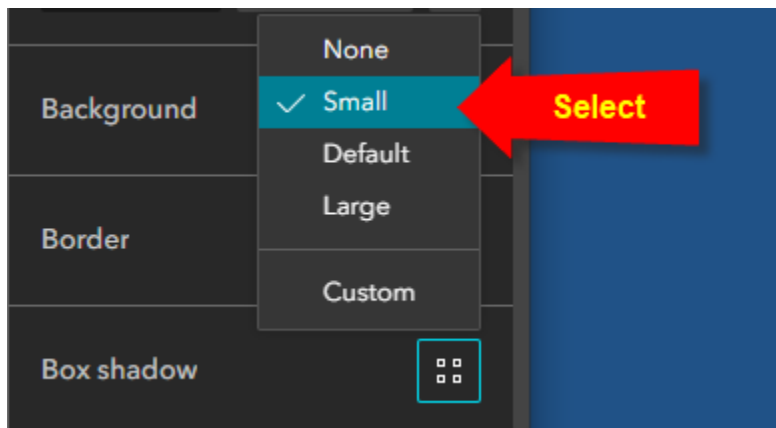 None
Background
Small
Select
Default
Large
Border
Custom
Box shadow